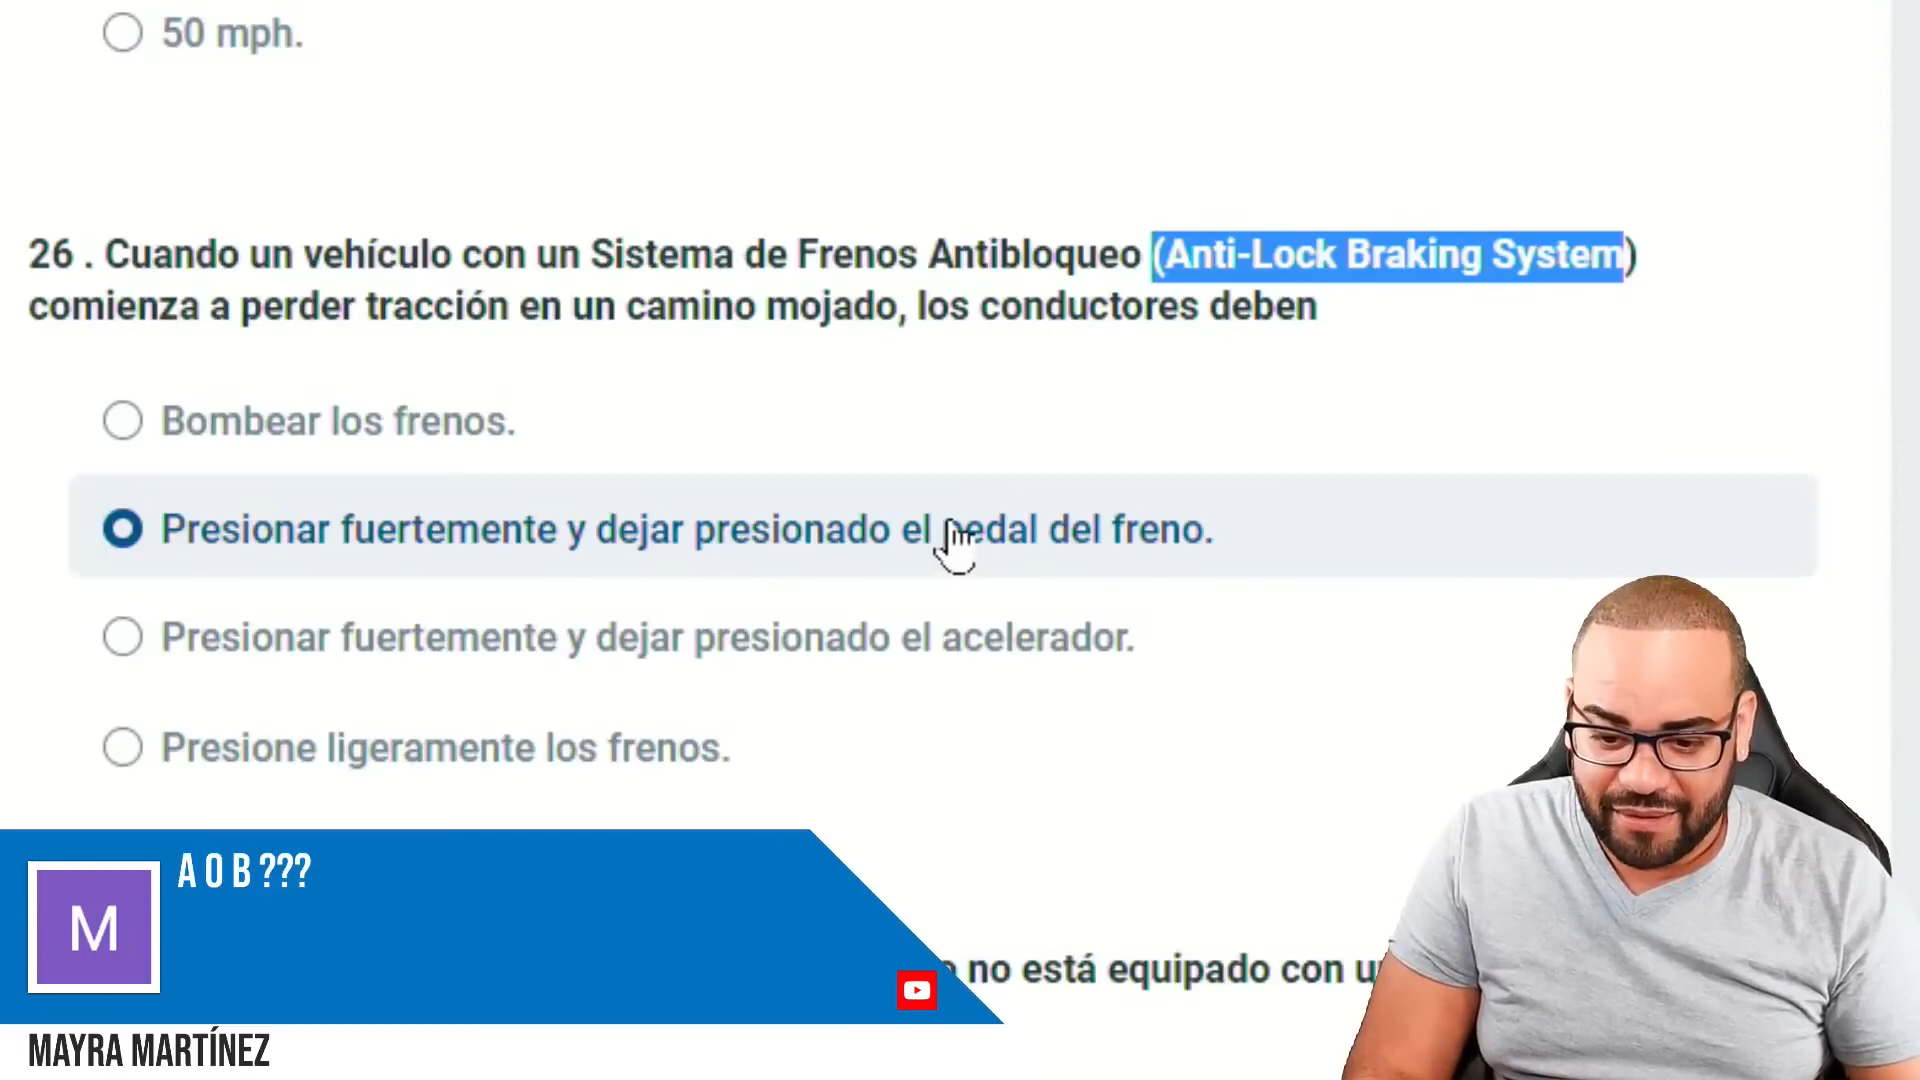 50 mph.
26 . Cuando un vehículo con un Sistema de Frenos Antibloqueo (Anti-Lock Braking System)
comienza a perder tracción en un camino mojado, los conductores deben
Bombear los frenos.
Presionar fuertemente y dejar presionado el pedal del freno.
Presionar fuertemente y dejar presionado el acelerador.
Presione ligeramente los frenos.
A O B ???
M
no está equipado con
MAYRA MARTÍNEZ